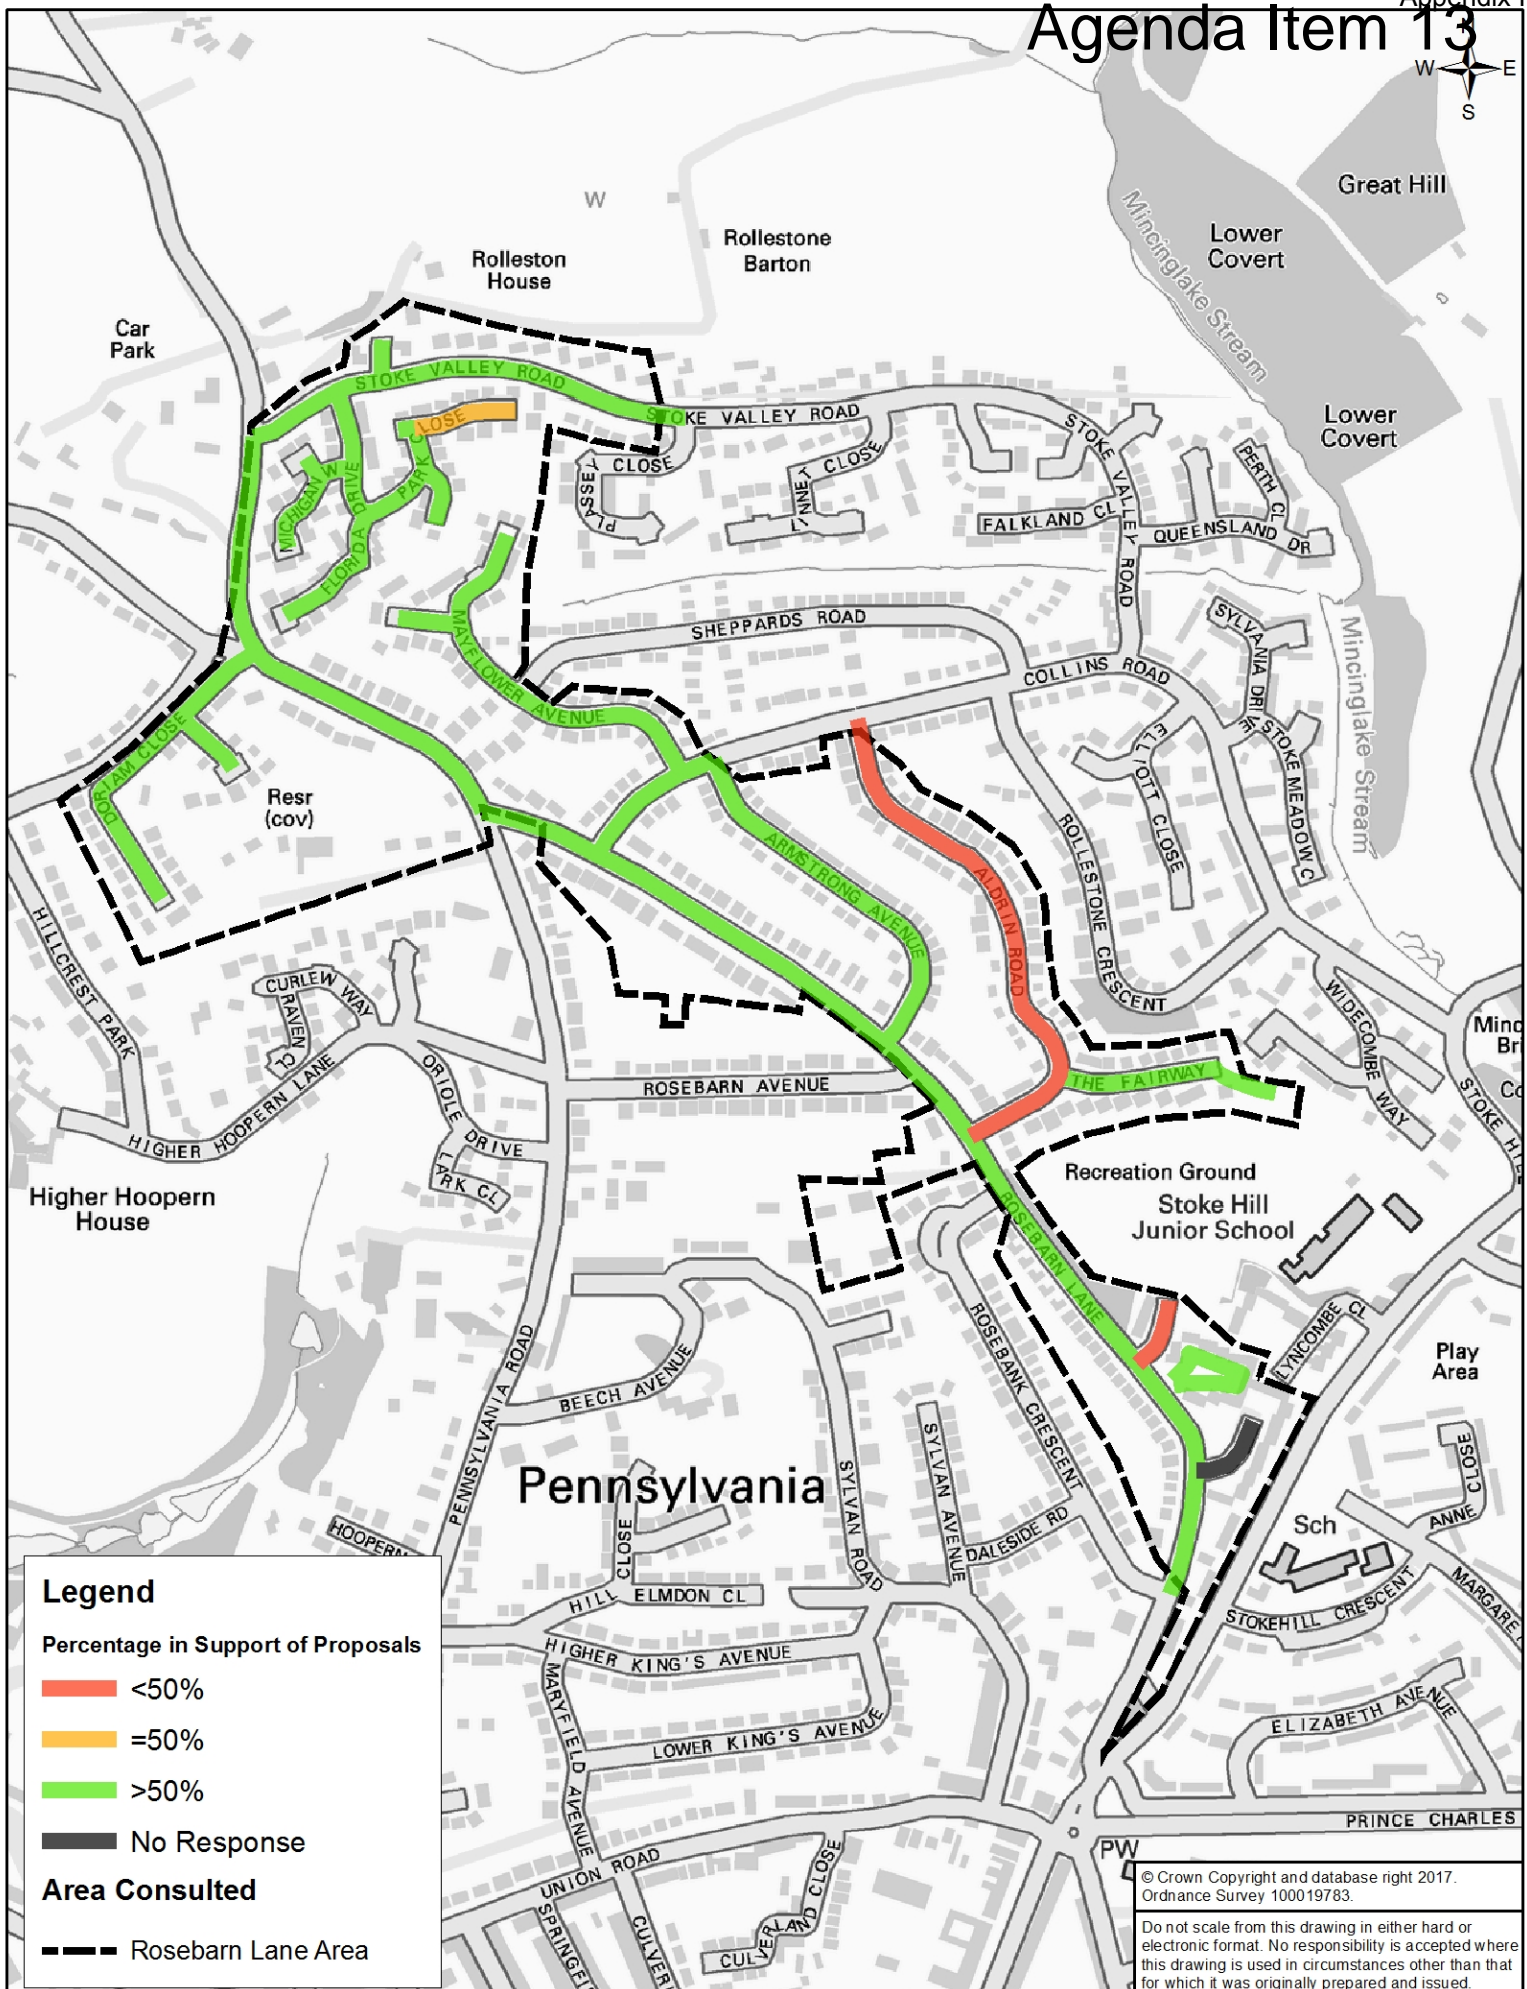 Agenda Item 13
W
E
S
Great Hill
Lower
Covert
Mincinglake Stream
W
Rollestone
Barton
Rolleston
House
Car
Park
Lower
Covert
STOKE VALLEY ROAD
STOKE VALLEY ROAD
STOKE VALLEY ROAD
PARK CLOSE
MICHIGAN W
FLORIDA DRIVE
PLASSEY CLOSE
FALKLAND CL
PERTH CL
QUEENSLAND DR
MAYFLOWER AVENUE
SHEPPARDS ROAD
COLLINS ROAD
SYLVANIA DRIVE
ELLIOTT CLOSE
STOKE MEADOW C
Mincinglake Stream
DORIAM CLOSE
Resr
(cov)
ARMSTRONG AVENUE
ALDRIN ROAD
ROLLESTONE CRESCENT
HILLCREST PARK
CURLEW WAY
RAVEN CL
HIGHER HOOPERN LANE
ORIOLE DRIVE
LARK CL
ROSEBARN AVENUE
THE FAIRWAY
WIDECOMBE WAY
Higher Hoopern
House
Recreation Ground
Stoke Hill
Junior School
ROSEBARN LANE
ROSEBANK CRESCENT
LYNCOMBE CL
Play
Area
PENNSYLVANIA ROAD
BEECH AVENUE
Pennsylvania
SYLVAN ROAD
SYLVAN AVENUE
DALESIDE RD
Sch
ANNE CLOSE
STOKEHILL CRESCENT
HOOPERN
HILL CLOSE
ELMDON CL
HIGHER KING'S AVENUE
LOWER KING'S AVENUE
MARYFIELD AVENUE
ELIZABETH AVENUE
PRINCE CHARLES
UNION ROAD
CULVERLAND CLOSE
PW
Legend
Percentage in Support of Proposals
<50%
=50%
>50%
No Response
Area Consulted
Rosebarn Lane Area
© Crown Copyright and database right 2017.
Ordnance Survey 100019783.
Do not scale from this drawing in either hard or
electronic format. No responsibility is accepted where
this drawing is used in circumstances other than that
for which it was originally prepared and issued.